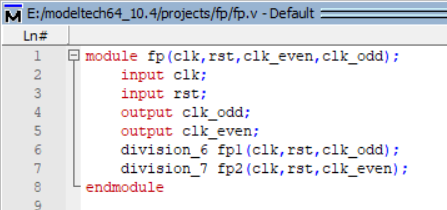 E:/modeltech64_10.4/projects/fp/fp.v - Default
Ln#
1 module fp(clk,rst,clk_even,clk_odd);
2 input clk;
3 input rst;
4 output clk_odd;
5 output clk_even;
6 division_6 fp1(clk,rst,clk_odd);
7 division_7 fp2(clk,rst,clk_even);
8 endmodule
9